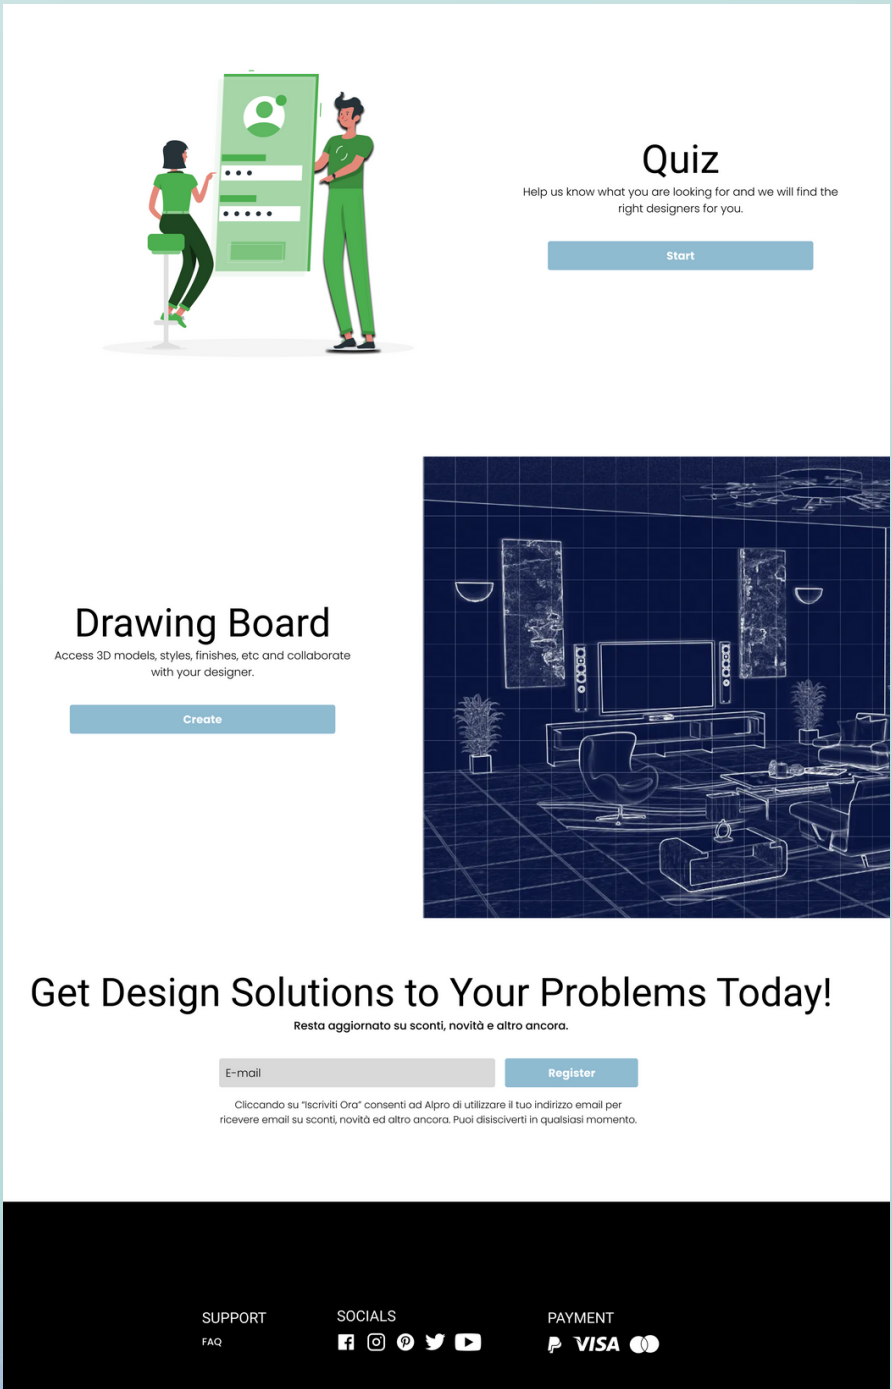 Quiz
Help us know what you are looking for and we will find the
right designers for you.
Start
Drawing Board
Access 3D models, styles, finishes, etc and collaborate
with your designer.
Create
Get Design Solutions to Your Problems Today!
Resta aggiornato su sconti, novità e altro ancora.
E-mail
Register
Cliccando su “Iscriviti Ora” consenti ad Alpro di utilizzare il tuo indirizzo email per
ricevere email su sconti, novità ed altro ancora. Puoi disiscriverti in qualsiasi momento.
SUPPORT
FAQ
SOCIALS
PAYMENT
VISA